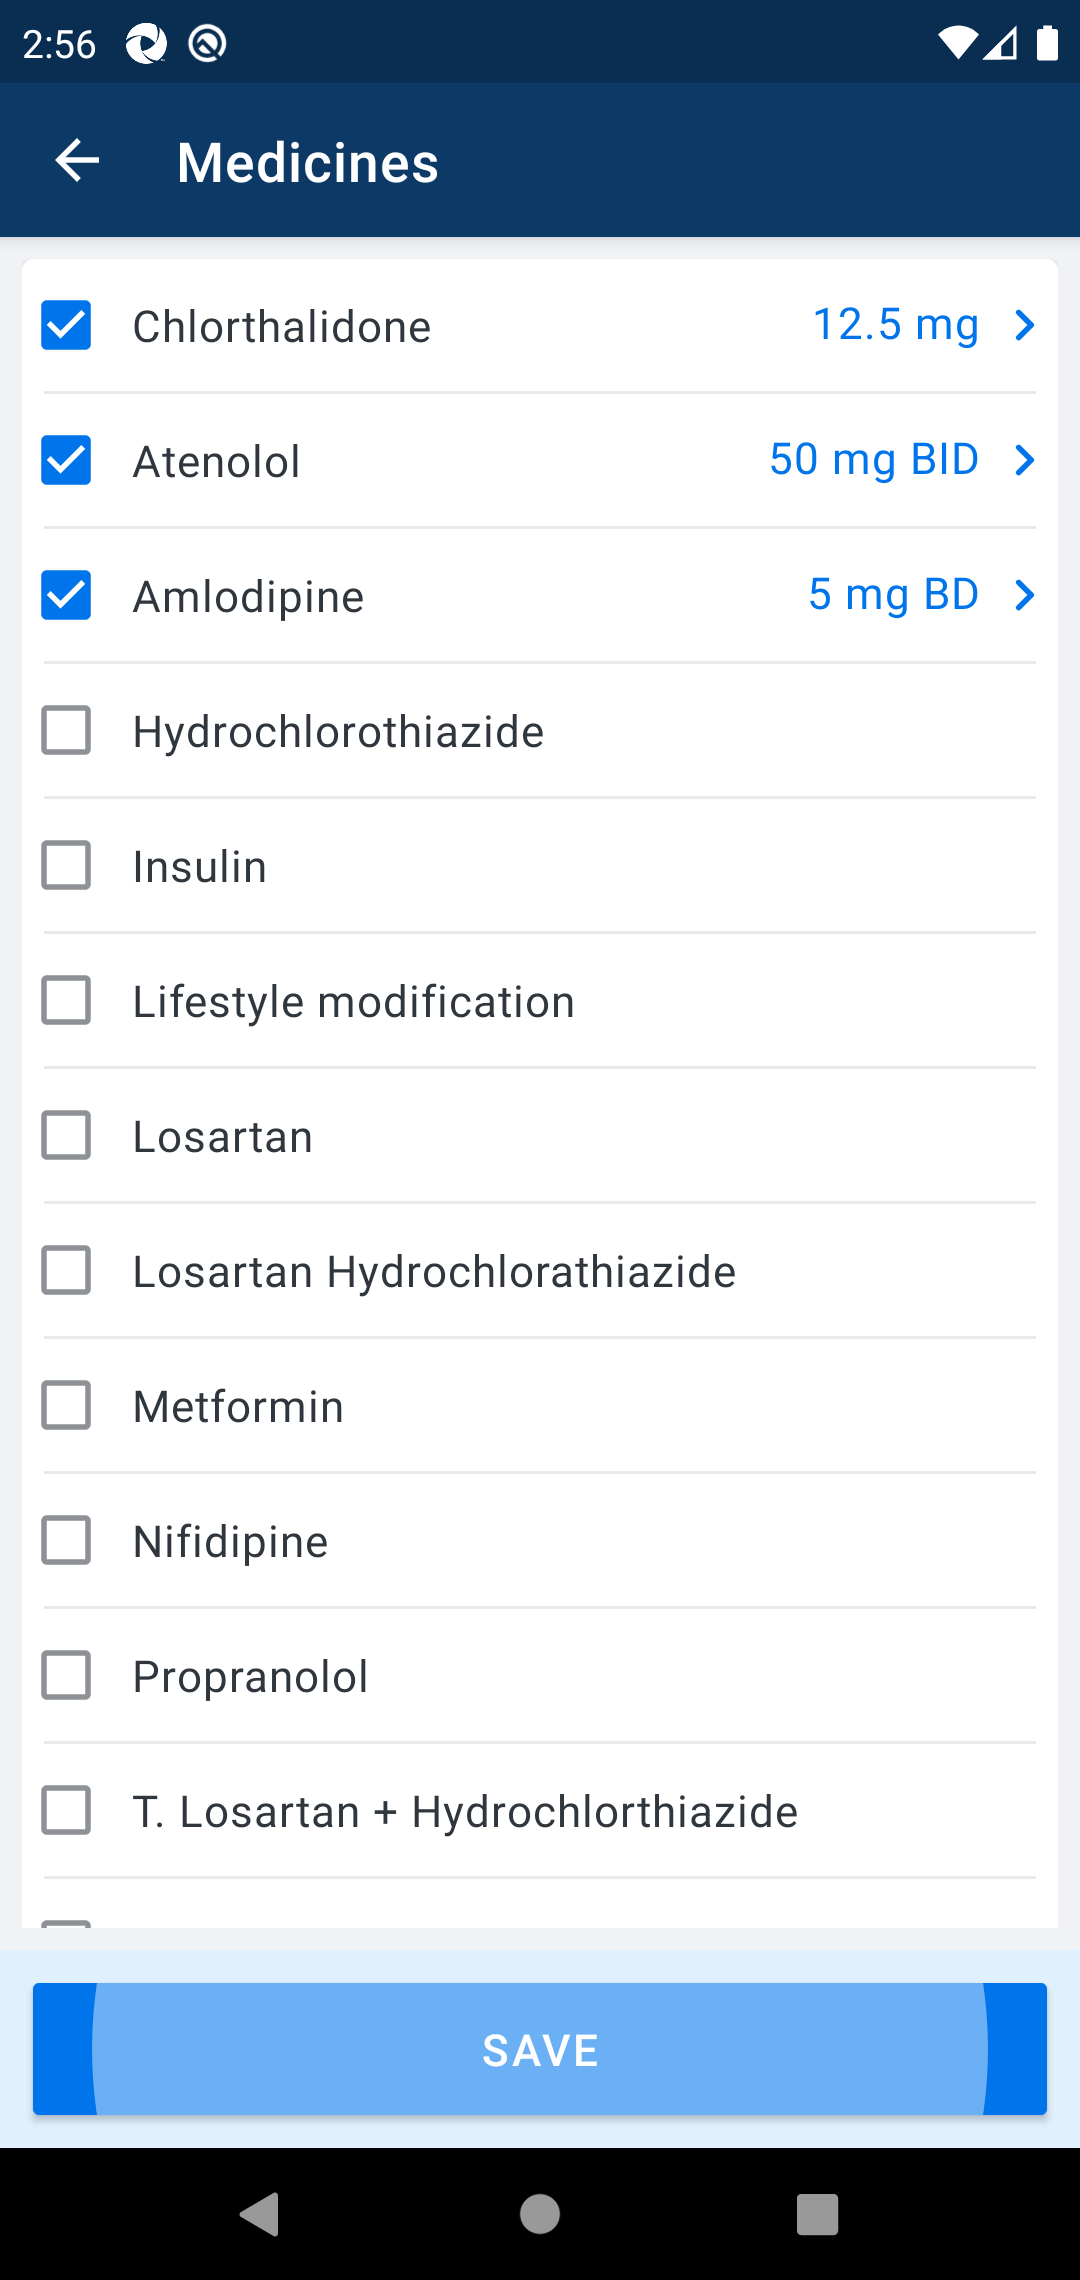 2:56
Medicines
Chlorthalidone 12.5 mg
Atenolol 50 mg BID
Amlodipine 5 mg BD
Hydrochlorothiazide
Insulin
Lifestyle modification
Losartan
Losartan Hydrochlorathiazide
Metformin
Nifidipine
Propranolol
T. Losartan + Hydrochlorthiazide
SAVE